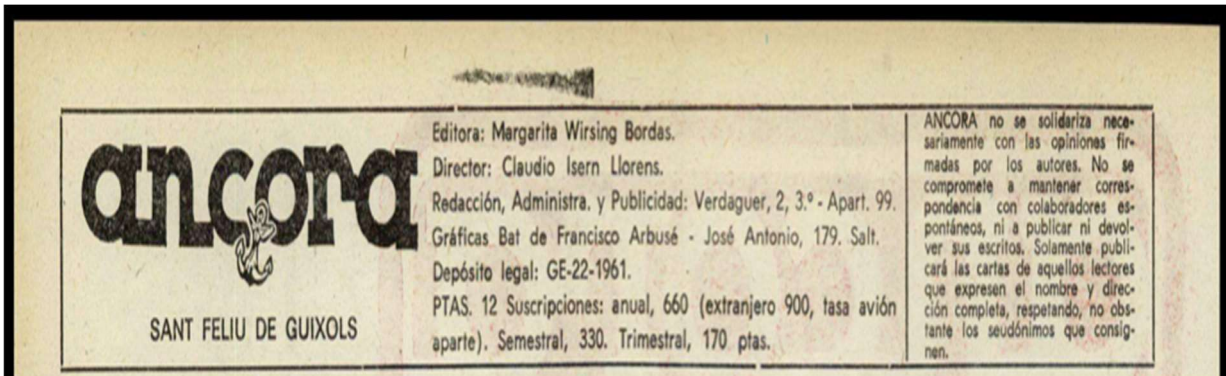 ancora
SANT FELIU DE GUIXOLS
Editora: Margarita Wirsing Bordas.
Director: Claudio Isern Llorens.
Redacción, Administra. y Publicidad: Verdaguer, 2, 3.º - Apart. 99.
Gráficas Bat de Francisco Arbusé - José Antonio, 179. Salt.
Depósito legal: GE-22-1961.
PTAS. 12 Suscripciones: anual, 660 (extranjero 900, tasa avión
aparte). Semestral, 330. Trimestral, 170 ptas.
ANCORA no se solidariza nece-
sariamente con las opiniones fir-
madas por los autores. No se
compromete a mantener corres-
pondencia con colaboradores es-
pontáneos, ni a publicar ni devol-
ver sus escritos. Solamente publi-
cará las cartas de aquellos lectores
que expresen el nombre y direc-
ción completa, respetando, no obs-
tante los seudónimos que consig-
nen.